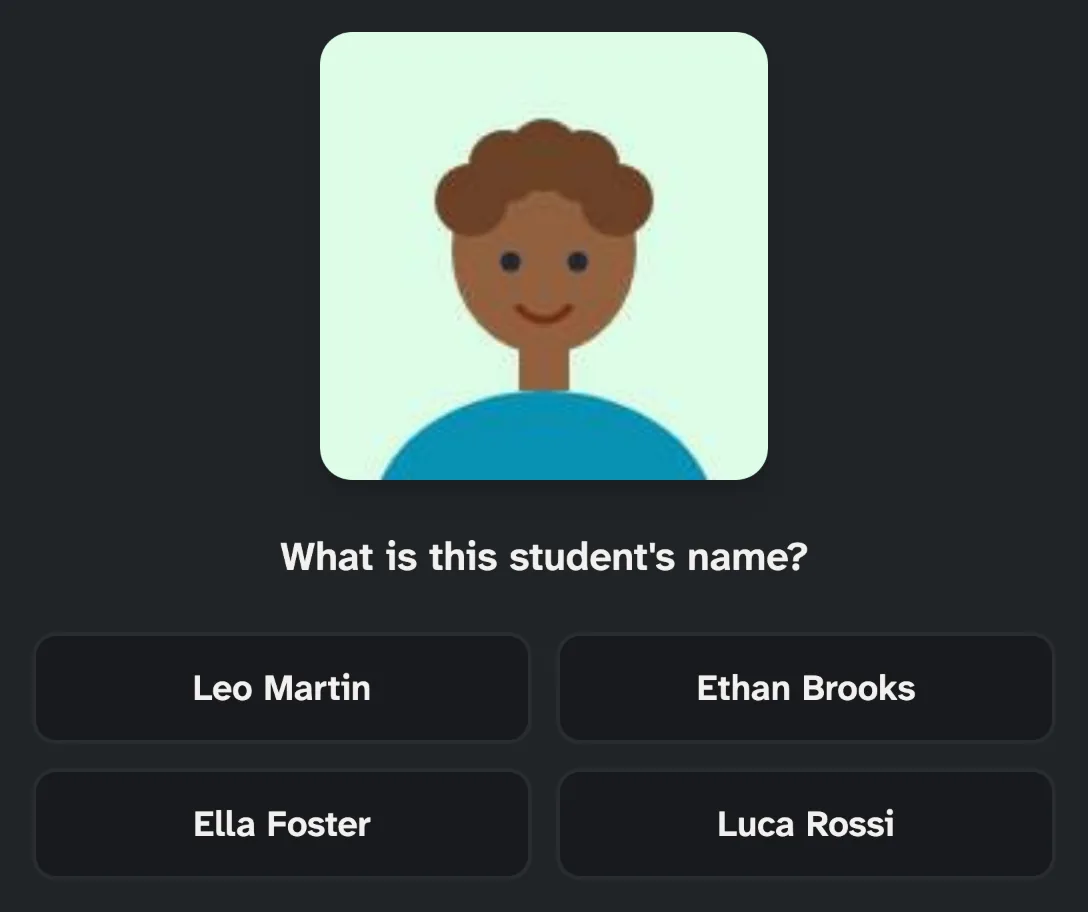 What is this student's name?
Leo Martin
Ethan Brooks
Ella Foster
Luca Rossi